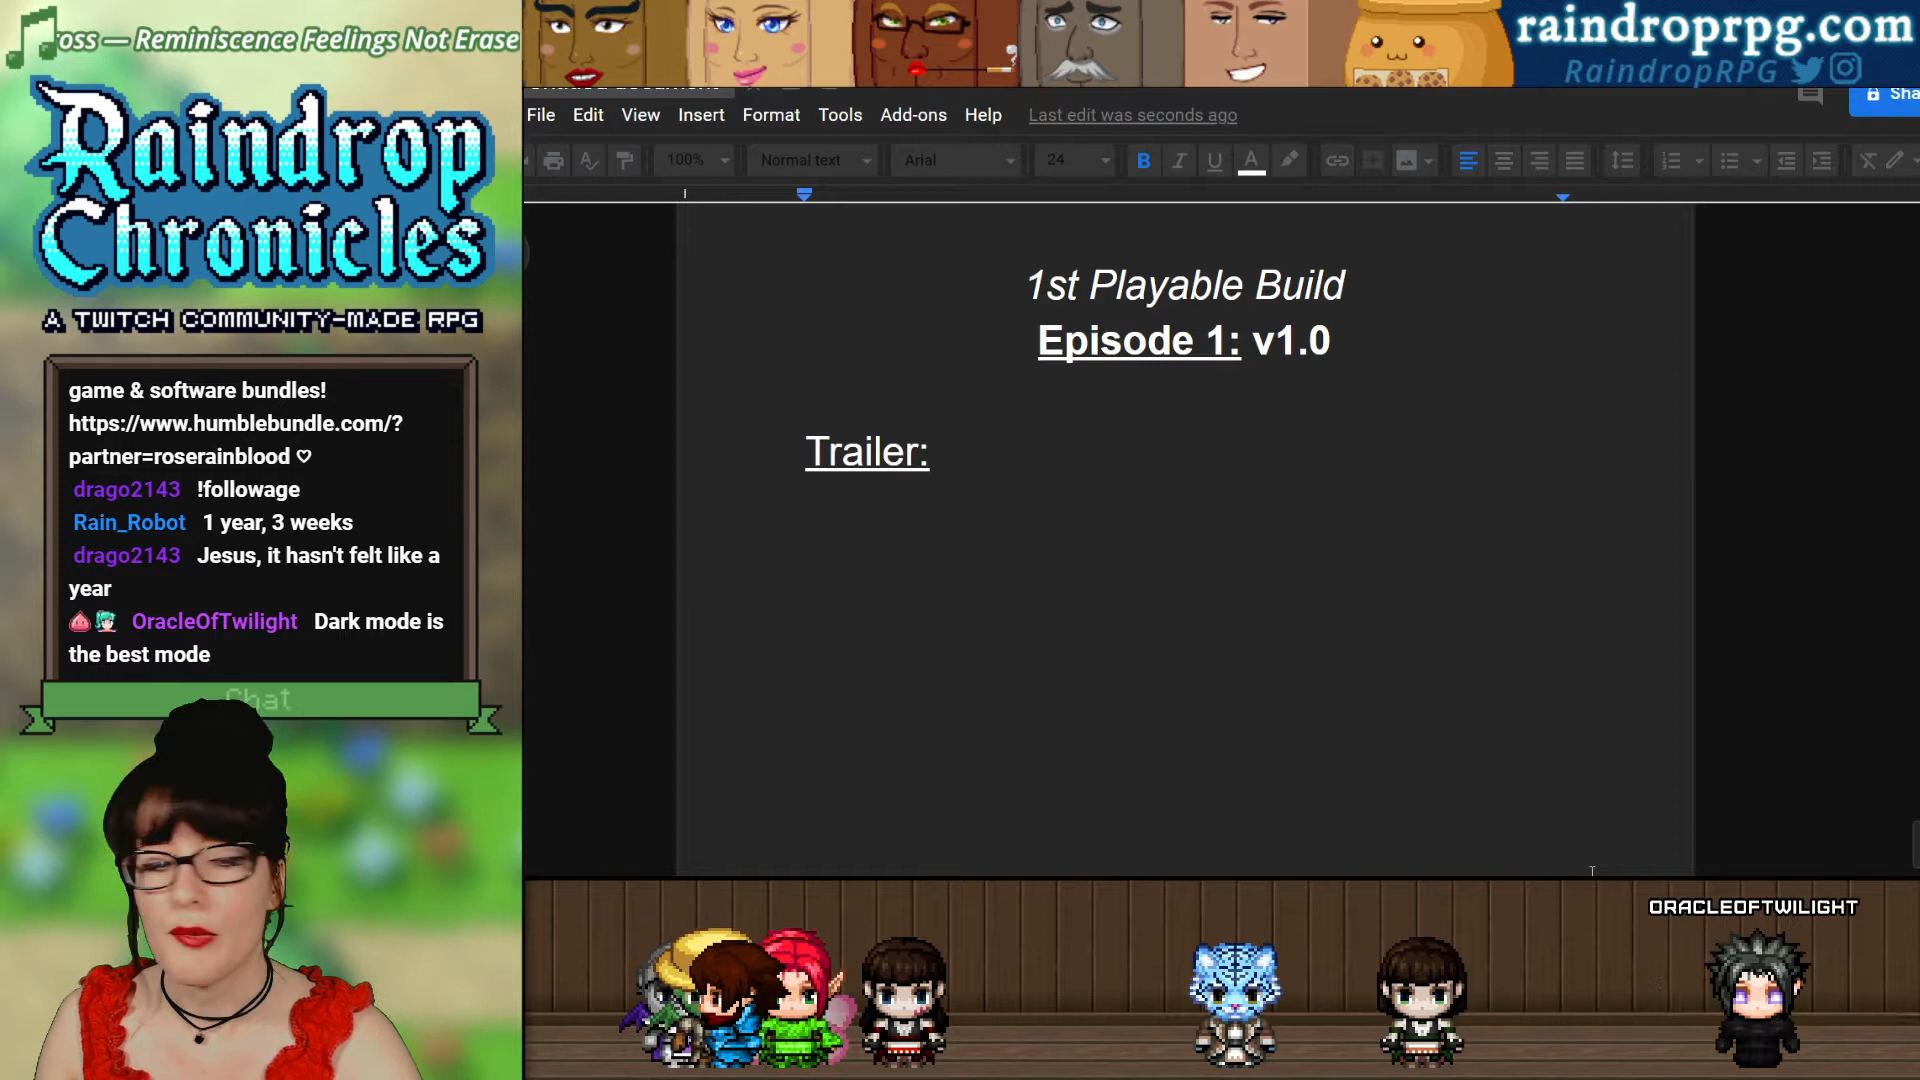 oss — Reminiscence Feelings Not Erase
Raindrop
Chronicles
A TWITCH COMMUNITY-MADE RPG
game & software bundles!
https://www.humblebundle.com/?
partner=roserainblood ♡
drago2143 !followage
Rain_Robot 1 year, 3 weeks
drago2143 Jesus, it hasn't felt like a
year
OracleOfTwilight Dark mode is
the best mode
Chat
raindroprpg.com
RaindropRPG
Untitled document
Sha
File Edit View Insert Format Tools Add-ons Help Last edit was seconds ago
100% Normal text Arial 24 B I U A
1st Playable Build
Episode 1: v1.0
Trailer:
ORACLEOFTWILIGHT